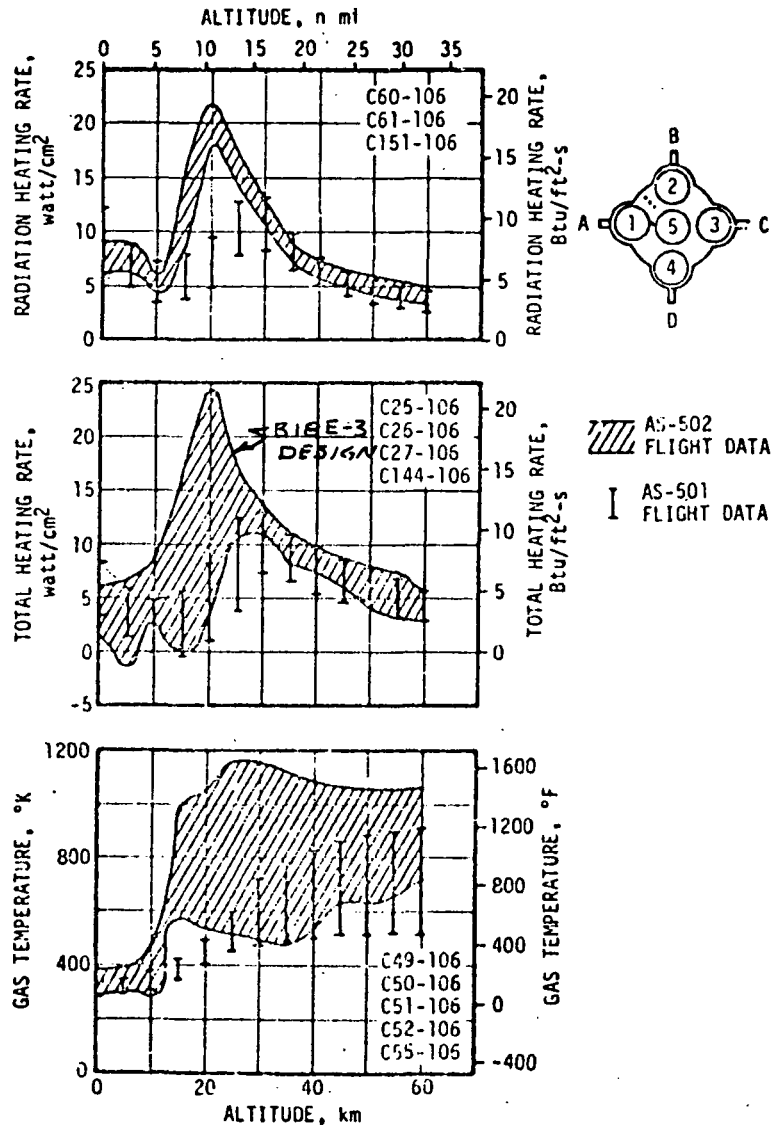 ALTITUDE, n mi
0 5 10 15 20 25 30 35
RADIATION HEATING RATE, watt/cm2
25
20
15
10
5
0
C60-106
C61-106
C151-106
20
15
10
5
0
RADIATION HEATING RATE, Btu/ft2-s
B
2
A 1 5 3 C
4
D
TOTAL HEATING RATE, watt/cm2
25
20
15
10
5
0
-5
DESIGN
C25-106
C26-106
C27-106
C144-106
20
15
10
5
0
TOTAL HEATING RATE, Btu/ft2-s
AS-502
FLIGHT DATA
AS-501
FLIGHT DATA
GAS TEMPERATURE, °K
1200
800
400
0
C49-106
C50-106
C51-106
C52-106
C55-106
1600
1200
800
400
0
-400
GAS TEMPERATURE, °F
0 20 40 60
ALTITUDE, km